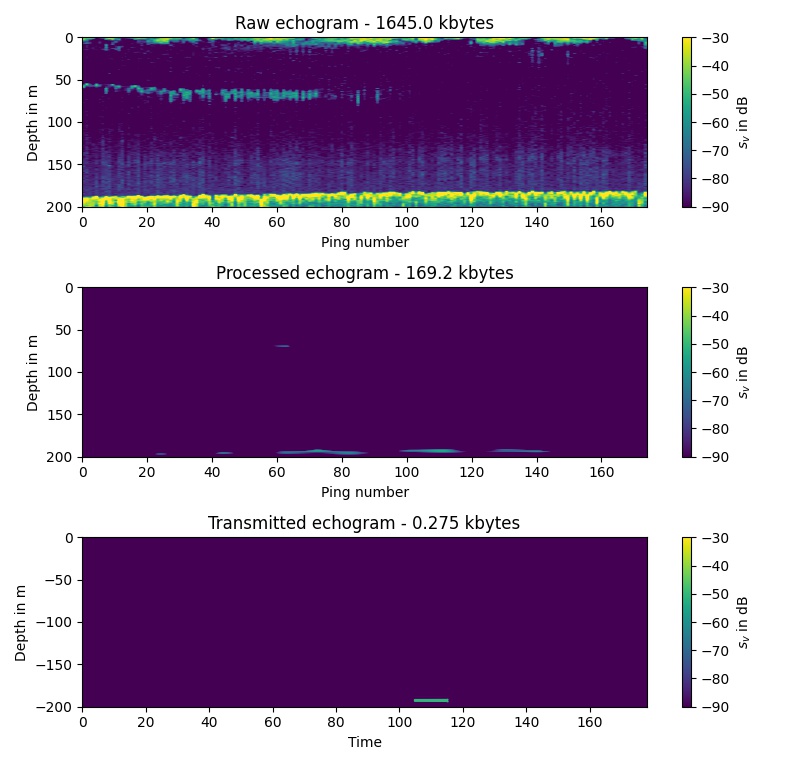 Raw echogram - 1645.0 kbytes
0
50
100
150
200
Depth in m
0 20 40 60 80 100 120 140 160
Ping number
−30
−40
−50
−60
−70
−80
−90
sv in dB
Processed echogram - 169.2 kbytes
0
50
100
150
200
Depth in m
0 20 40 60 80 100 120 140 160
Ping number
−30
−40
−50
−60
−70
−80
−90
sv in dB
Transmitted echogram - 0.275 kbytes
0
−50
−100
−150
−200
Depth in m
0 20 40 60 80 100 120 140 160
Time
−30
−40
−50
−60
−70
−80
−90
sv in dB